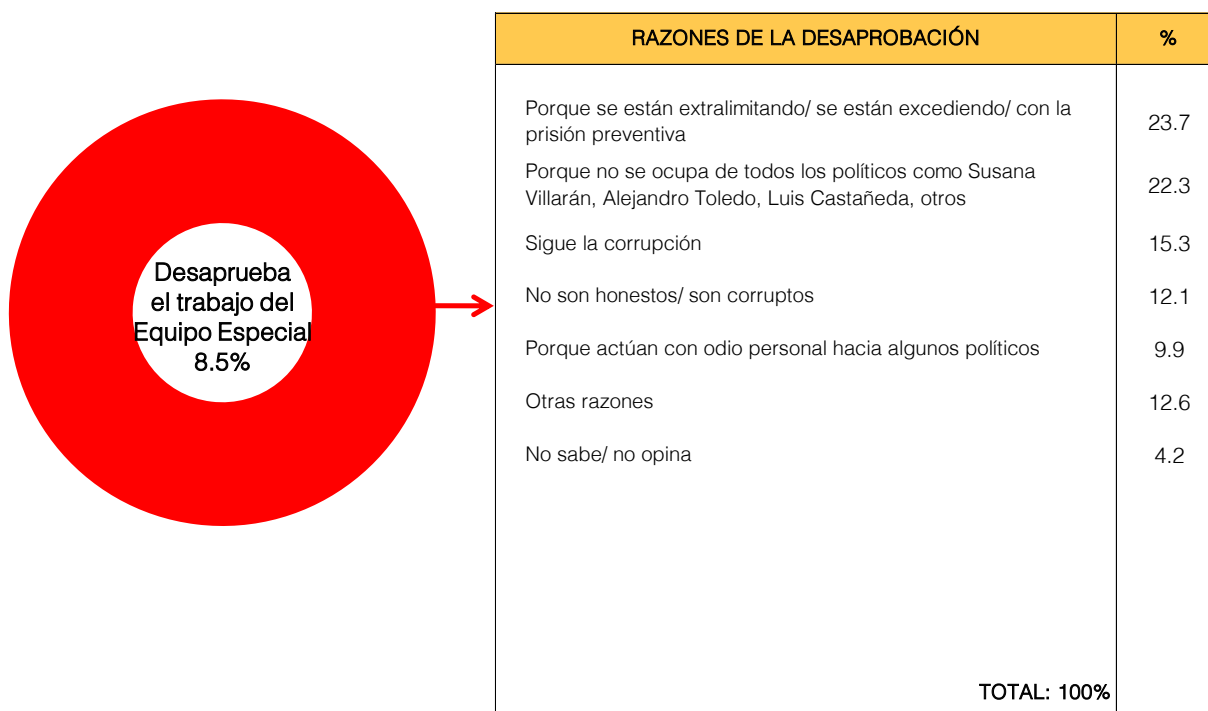 RAZONES DE LA DESAPROBACIÓN %
Porque se están extralimitando/ se están excediendo/ con la
prisión preventiva
23.7
Porque no se ocupa de todos los políticos como Susana
Villarán, Alejandro Toledo, Luis Castañeda, otros
22.3
Sigue la corrupción 15.3
No son honestos/ son corruptos 12.1
Porque actúan con odio personal hacia algunos políticos 9.9
Otras razones 12.6
No sabe/ no opina 4.2
TOTAL: 100%
Desaprueba
el trabajo del
Equipo Especial
8.5%